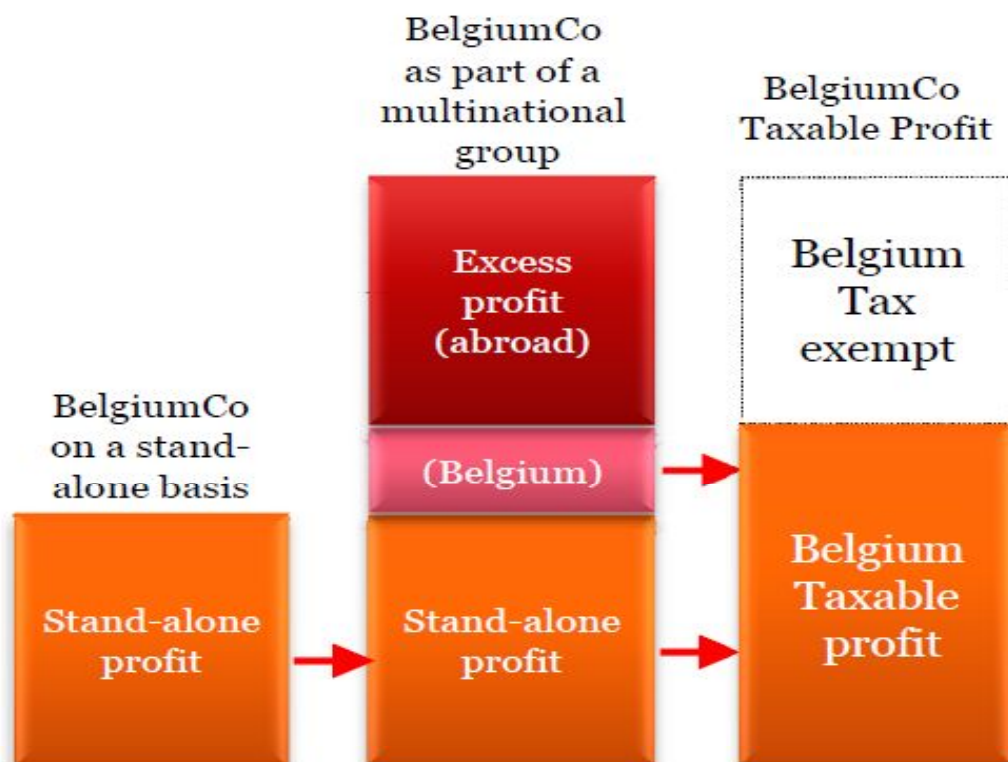 BelgiumCo
on a stand-
alone basis
Stand-alone
profit
BelgiumCo
as part of a
multinational
group
Excess
profit
(abroad)
(Belgium)
Stand-alone
profit
BelgiumCo
Taxable Profit
Belgium
Tax
exempt
Belgium
Taxable
profit